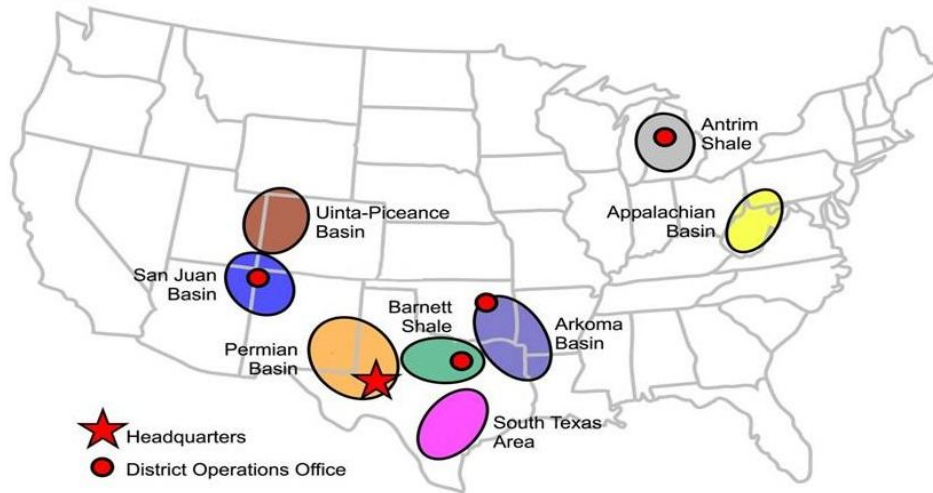 Antrim
Shale
Uinta-Piceance
Basin
Appalachian
Basin
San Juan
Basin
Barnett
Shale
Arkoma
Basin
Permian
Basin
South Texas
Area
Headquarters
District Operations Office